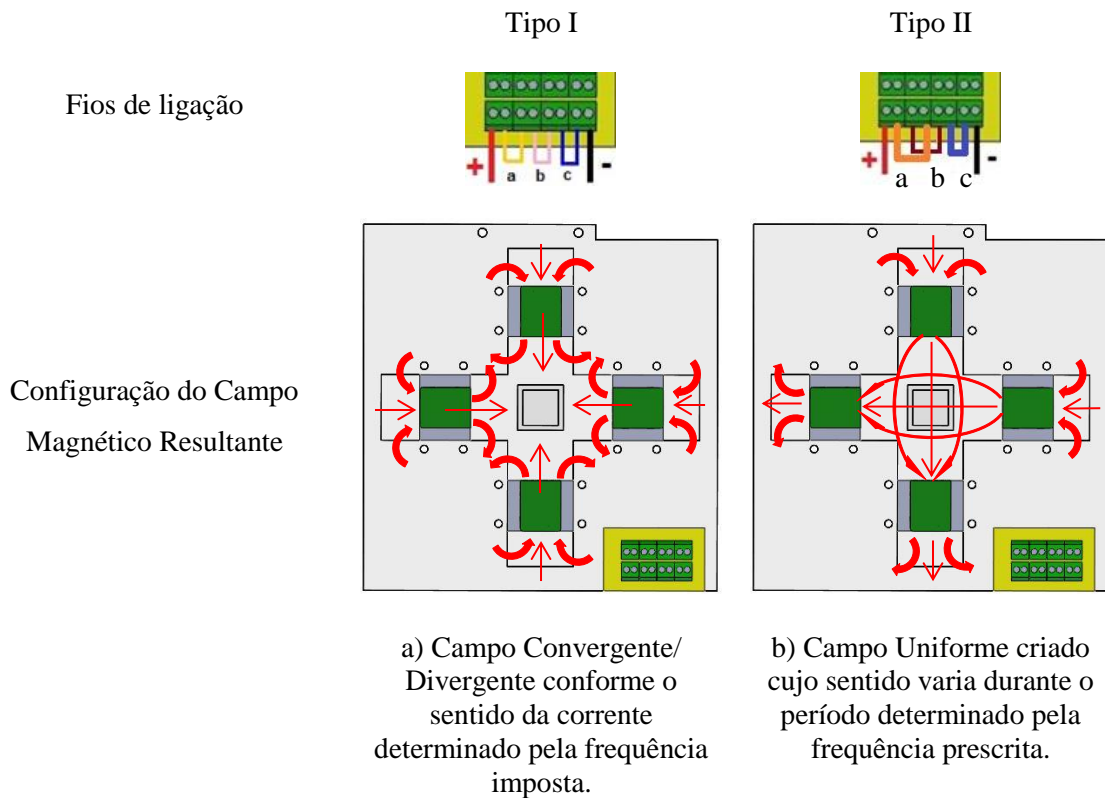 Tipo I
Tipo II
Fios de ligação
+ a b c -
+ a b c -
Configuração do Campo
Magnético Resultante
a) Campo Convergente/
Divergente conforme o
sentido da corrente
determinado pela frequência
imposta.
b) Campo Uniforme criado
cujo sentido varia durante o
período determinado pela
frequência prescrita.